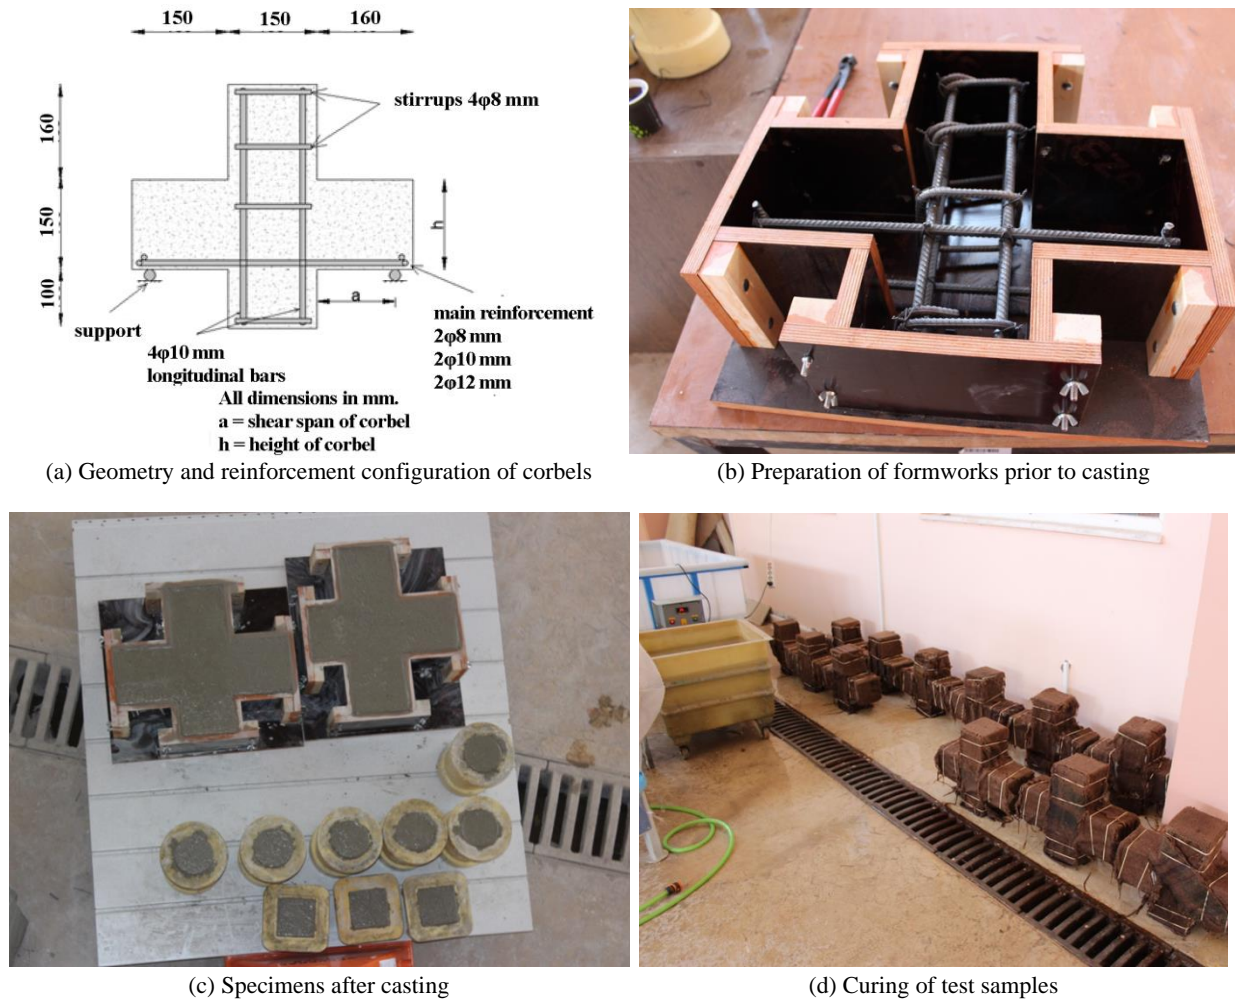 150 150 160
stirrups 4φ8 mm
160
150
100
h
a
support
main reinforcement
2φ8 mm
2φ10 mm
2φ12 mm
4φ10 mm
longitudinal bars
All dimensions in mm.
a = shear span of corbel
h = height of corbel
(a) Geometry and reinforcement configuration of corbels
(b) Preparation of formworks prior to casting
(c) Specimens after casting
(d) Curing of test samples